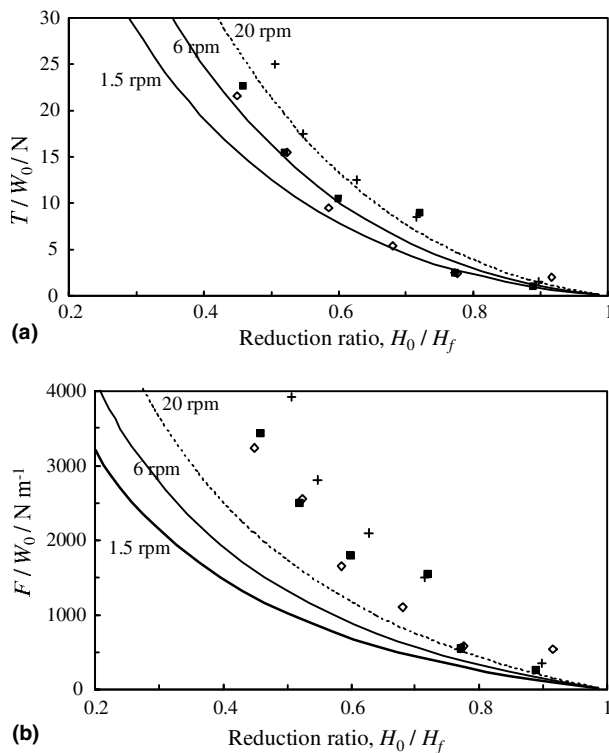 30
25
20
15
10
5
0
T / W0 / N
20 rpm
6 rpm
1.5 rpm
0.2 0.4 0.6 0.8 1
(a)
Reduction ratio, H0 / Hf
4000
3000
2000
1000
0
F / W0 / N m-1
20 rpm
6 rpm
1.5 rpm
0.2 0.4 0.6 0.8 1
(b)
Reduction ratio, H0 / Hf